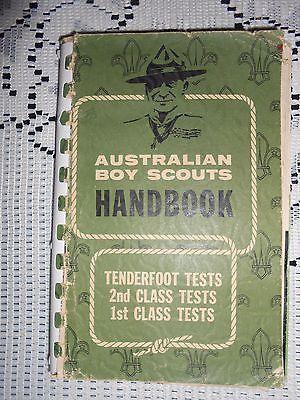 AUSTRALIAN
BOY SCOUTS
HANDBOOK
TENDERFOOT TESTS
2nd CLASS TESTS
1st CLASS TESTS